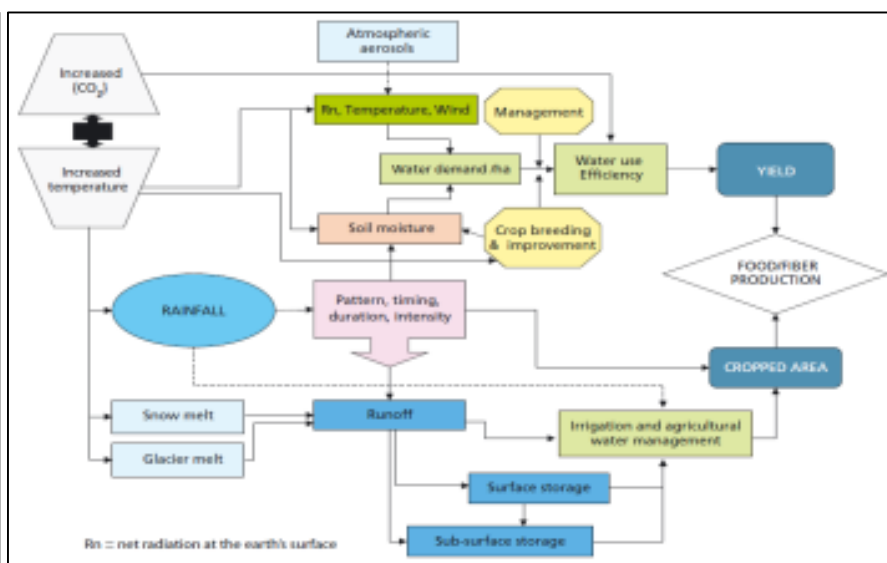 Atmospheric
aerosols
Increased
(CO2)
Rn, Temperature, Wind
Management
Increased
temperature
Water demand /ha
Water use
Efficiency
YIELD
Soil moisture
Crop breeding
& improvement
FOOD/FIBER
PRODUCTION
RAINFALL
Pattern, timing,
duration, intensity
CROPPED AREA
Snow melt
Runoff
Irrigation and agricultural
water management
Glacier melt
Surface storage
Sub-surface storage
Rn = net radiation at the earth's surface